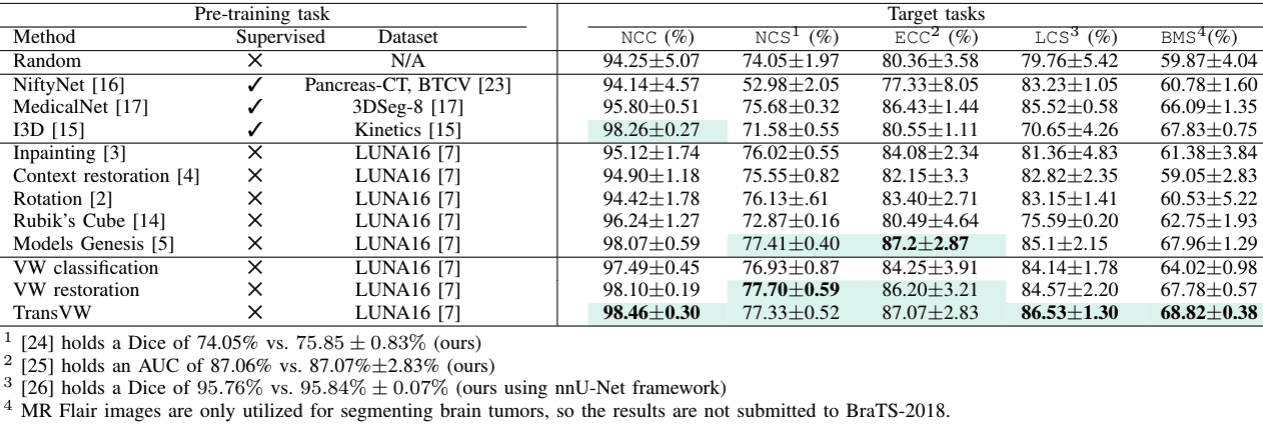 Pre-training task Target tasks
Method Supervised Dataset NCC (%) NCS¹ (%) ECC² (%) LCS³ (%) BMS⁴(%)
Random ✕ N/A 94.25±5.07 74.05±1.97 80.36±3.58 79.76±5.42 59.87±4.04
NiftyNet [16] ✓ Pancreas-CT, BTCV [23] 94.14±4.57 52.98±2.05 77.33±8.05 83.23±1.05 60.78±1.60
MedicalNet [17] ✓ 3DSeg-8 [17] 95.80±0.51 75.68±0.32 86.43±1.44 85.52±0.58 66.09±1.35
I3D [15] ✓ Kinetics [15] 98.26±0.27 71.58±0.55 80.55±1.11 70.65±4.26 67.83±0.75
Inpainting [3] ✕ LUNA16 [7] 95.12±1.74 76.02±0.55 84.08±2.34 81.36±4.83 61.38±3.84
Context restoration [4] ✕ LUNA16 [7] 94.90±1.18 75.55±0.82 82.15±3.3 82.82±2.35 59.05±2.83
Rotation [2] ✕ LUNA16 [7] 94.42±1.78 76.13±.61 83.40±2.71 83.15±1.41 60.53±5.22
Rubik's Cube [14] ✕ LUNA16 [7] 96.24±1.27 72.87±0.16 80.49±4.64 75.59±0.20 62.75±1.93
Models Genesis [5] ✕ LUNA16 [7] 98.07±0.59 77.41±0.40 87.2±2.87 85.1±2.15 67.96±1.29
VW classification ✕ LUNA16 [7] 97.49±0.45 76.93±0.87 84.25±3.91 84.14±1.78 64.02±0.98
VW restoration ✕ LUNA16 [7] 98.10±0.19 77.70±0.59 86.20±3.21 84.57±2.20 67.78±0.57
TransVW ✕ LUNA16 [7] 98.46±0.30 77.33±0.52 87.07±2.83 86.53±1.30 68.82±0.38
¹ [24] holds a Dice of 74.05% vs. 75.85 ± 0.83% (ours)
² [25] holds an AUC of 87.06% vs. 87.07%±2.83% (ours)
³ [26] holds a Dice of 95.76% vs. 95.84% ± 0.07% (ours using nnU-Net framework)
⁴ MR Flair images are only utilized for segmenting brain tumors, so the results are not submitted to BraTS-2018.